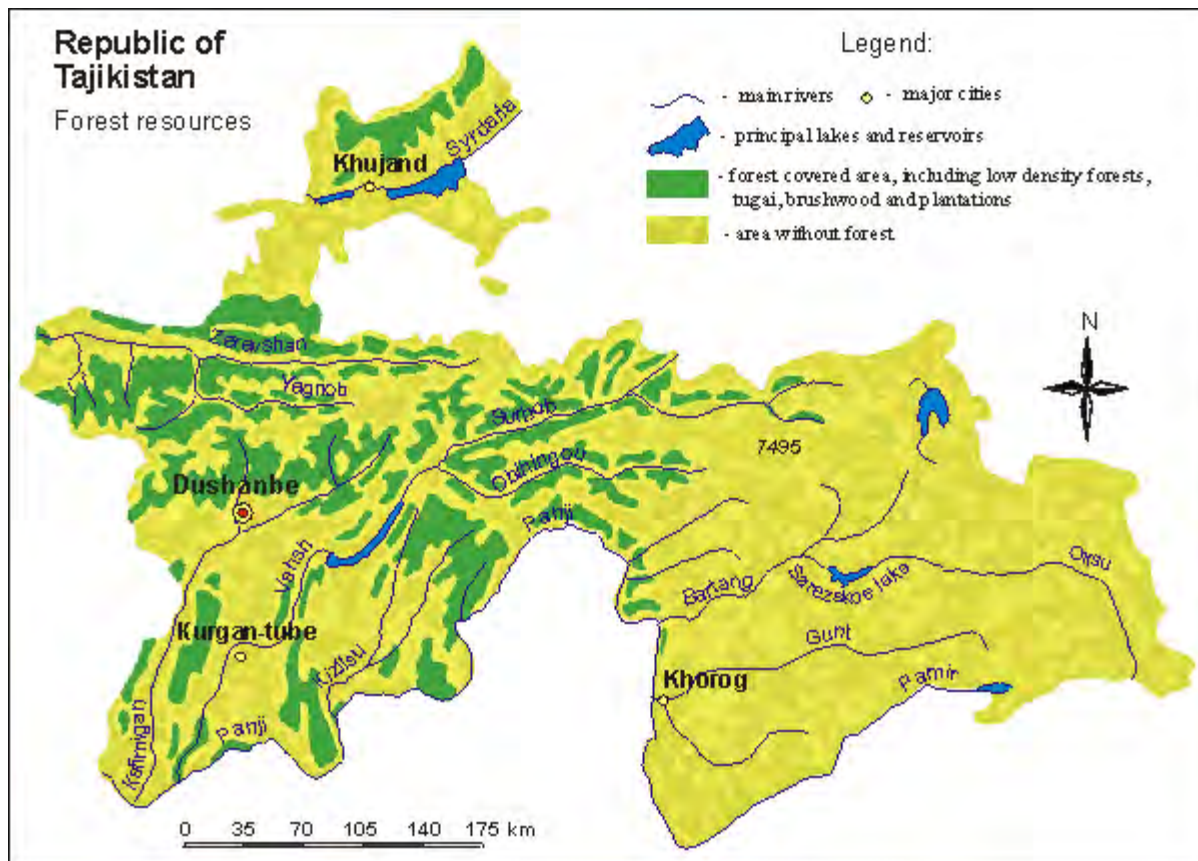 Republic of
Tajikistan
Forest resources
Legend:
- main rivers
- major cities
- principal lakes and reservoirs
- forest covered area, including low density forests,
tugai, brushwood and plantations
- area without forest
Syrdaria
Khujand
N
Zaravshan
Yagnob
Surhob
7495
Obihingou
Dushanbe
Panji
Vahsh
Bartang
Sarezskoe lake
Oqsu
Kurgan-tube
Gunt
Kizilsu
Khorog
Pamir
Kafirnigan
Panji
0 35 70 105 140 175 km